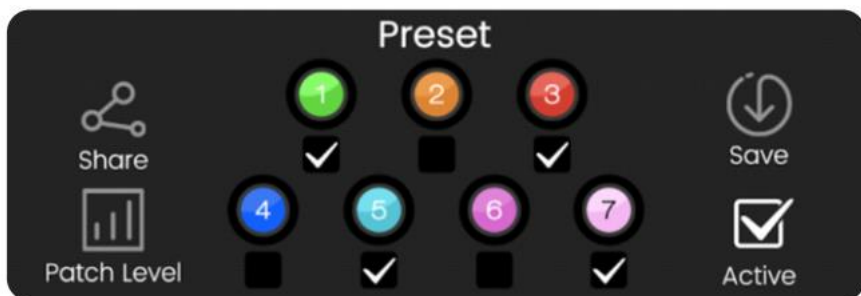 Preset
1 2 3
Share
Save
4 5 6 7
Patch Level
Active